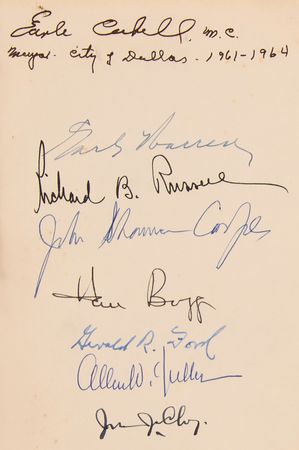 Earle Cabell, M.C.
Mayor. City of Dallas. 1961-1964
Earl Warren
Richard B. Russell
John Sherman Cooper
Hale Boggs
Gerald R. Ford
Allen W. Dulles
John J. McCloy